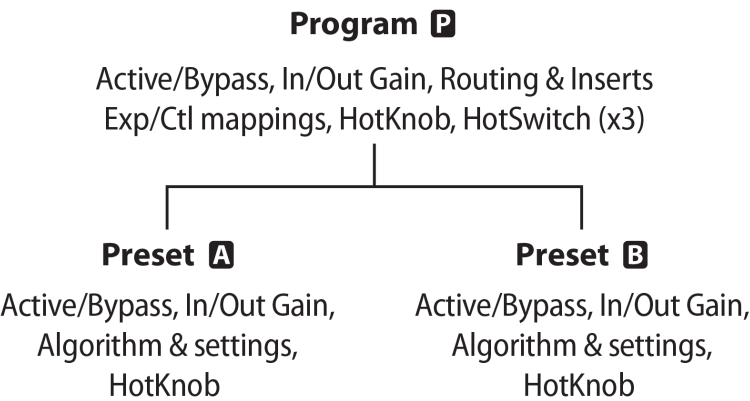 Program P
Active/Bypass, In/Out Gain, Routing & Inserts
Exp/Ctl mappings, HotKnob, HotSwitch (x3)
Preset A
Active/Bypass, In/Out Gain,
Algorithm & settings,
HotKnob
Preset B
Active/Bypass, In/Out Gain,
Algorithm & settings,
HotKnob